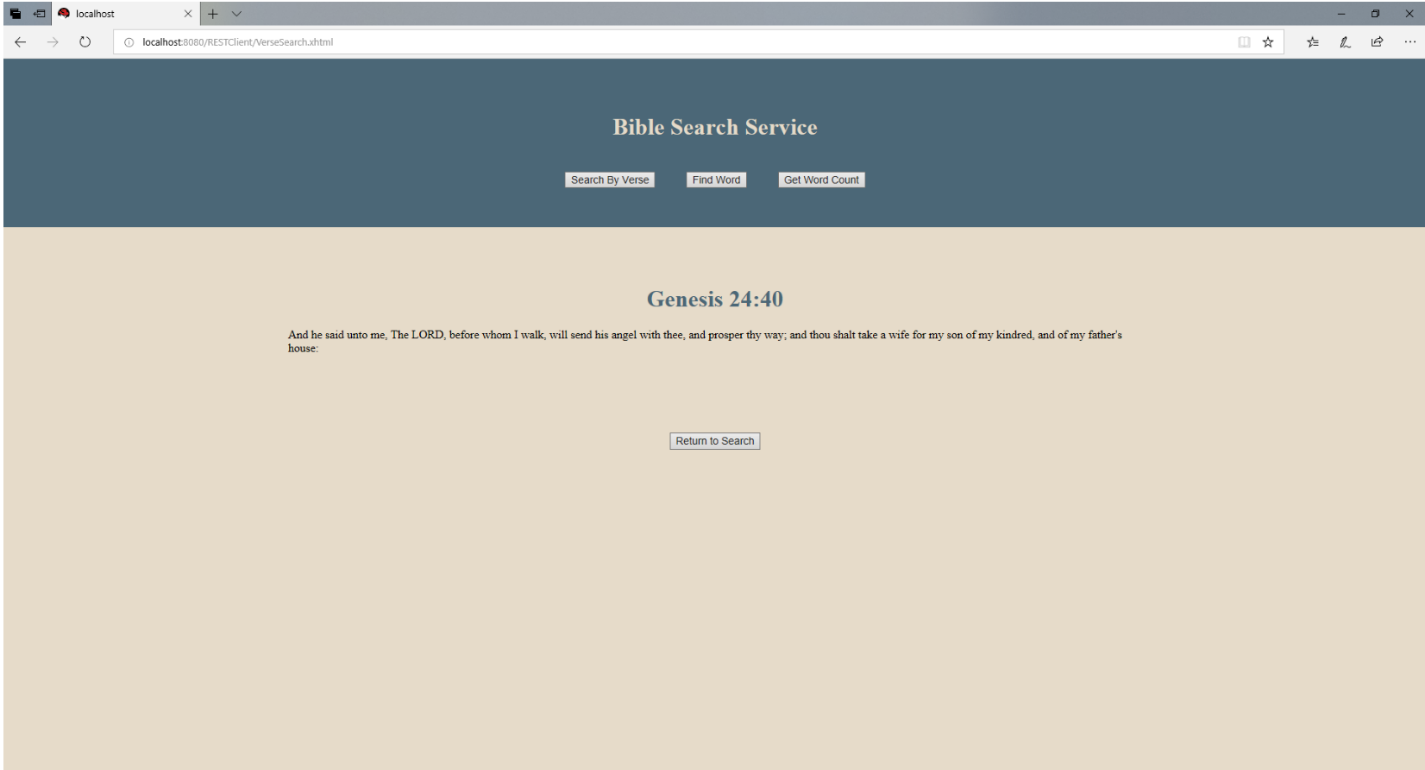 localhost
localhost:8080/RESTClient/VerseSearch.xhtml
Bible Search Service
Search By Verse Find Word Get Word Count
Genesis 24:40
And he said unto me, The LORD, before whom I walk, will send his angel with thee, and prosper thy way; and thou shalt take a wife for my son of my kindred, and of my father's
house:
Return to Search